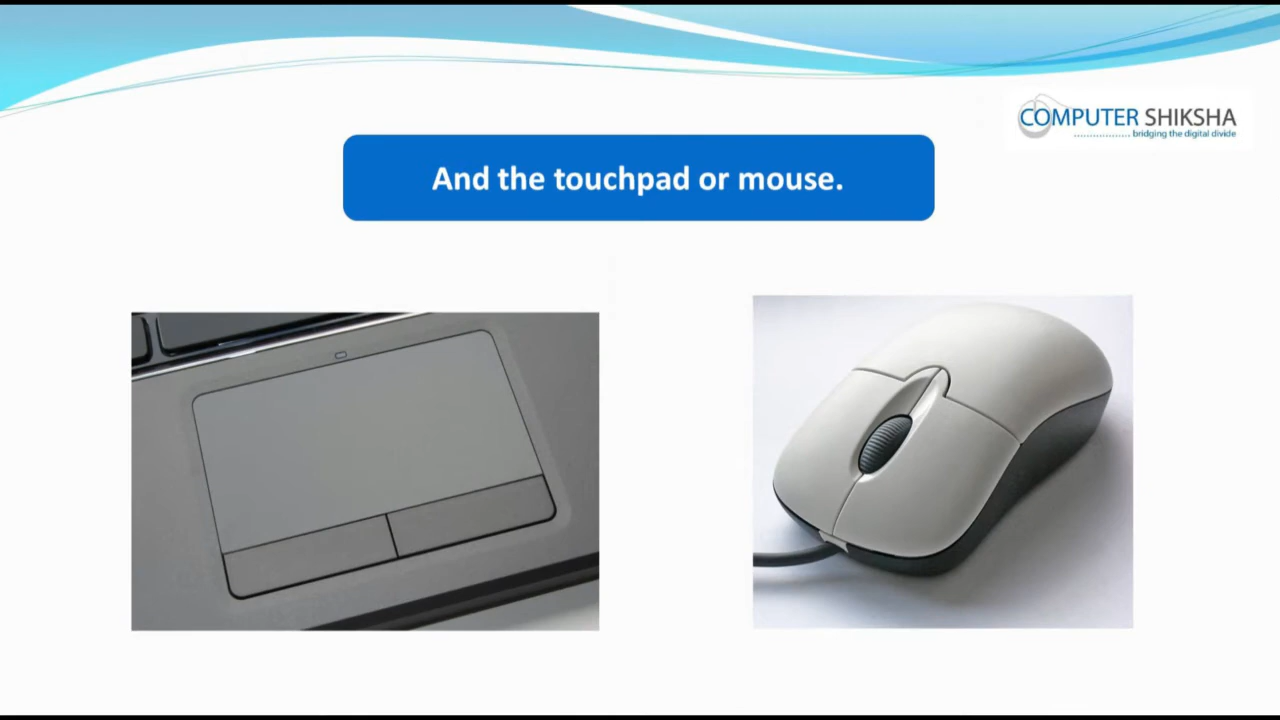 COMPUTER SHIKSHA
bridging the digital divide
And the touchpad or mouse.